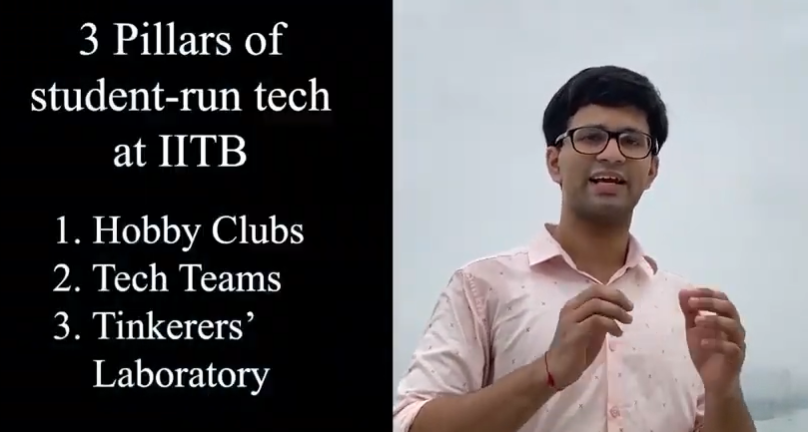 3 Pillars of
student-run tech
at IITB
1. Hobby Clubs
2. Tech Teams
3. Tinkerers’
Laboratory